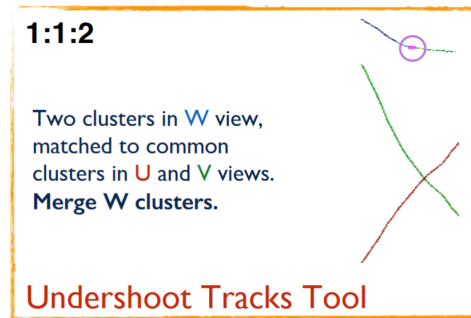 1:1:2
Two clusters in W view,
matched to common
clusters in U and V views.
Merge W clusters.
Undershoot Tracks Tool